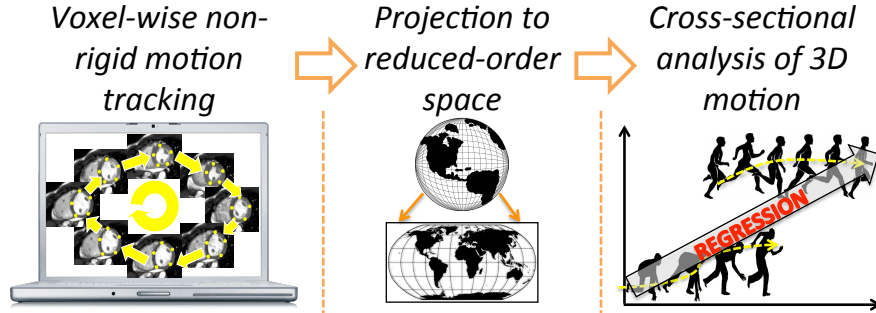 Voxel-wise non-
rigid motion
tracking
Projection to
reduced-order
space
Cross-sectional
analysis of 3D
motion
REGRESSION